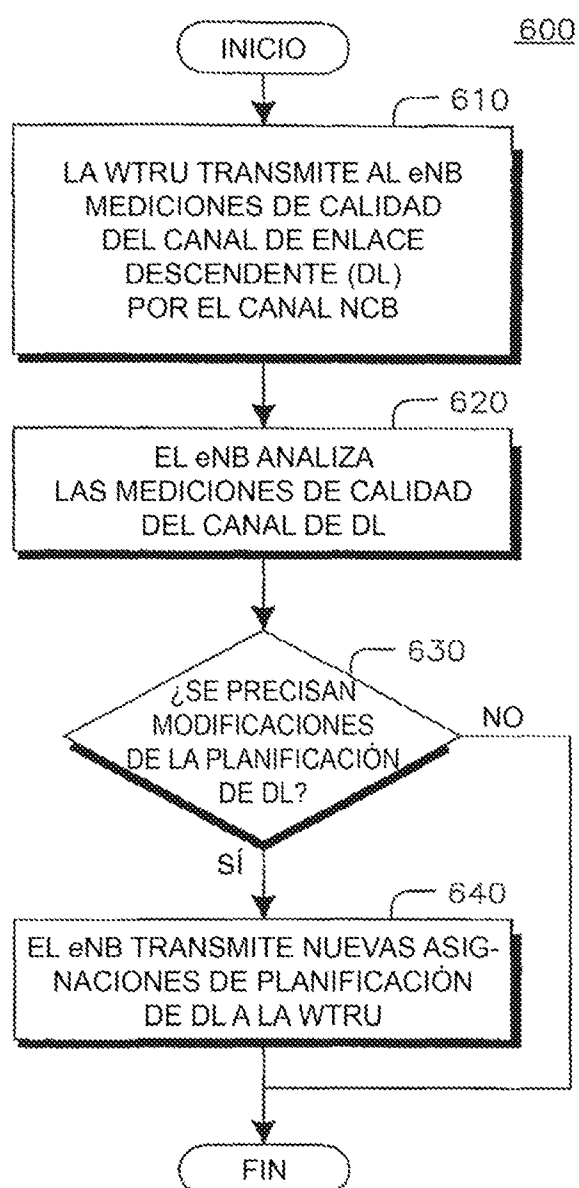 600
INICIO
610
LA WTRU TRANSMITE AL eNB
MEDICIONES DE CALIDAD
DEL CANAL DE ENLACE
DESCENDENTE (DL)
POR EL CANAL NCB
620
EL eNB ANALIZA
LAS MEDICIONES DE CALIDAD
DEL CANAL DE DL
630
¿SE PRECISAN
MODIFICACIONES
DE LA PLANIFICACIÓN
DE DL?
NO
SÍ
640
EL eNB TRANSMITE NUEVAS ASIG-
NACIONES DE PLANIFICACIÓN
DE DL A LA WTRU
FIN